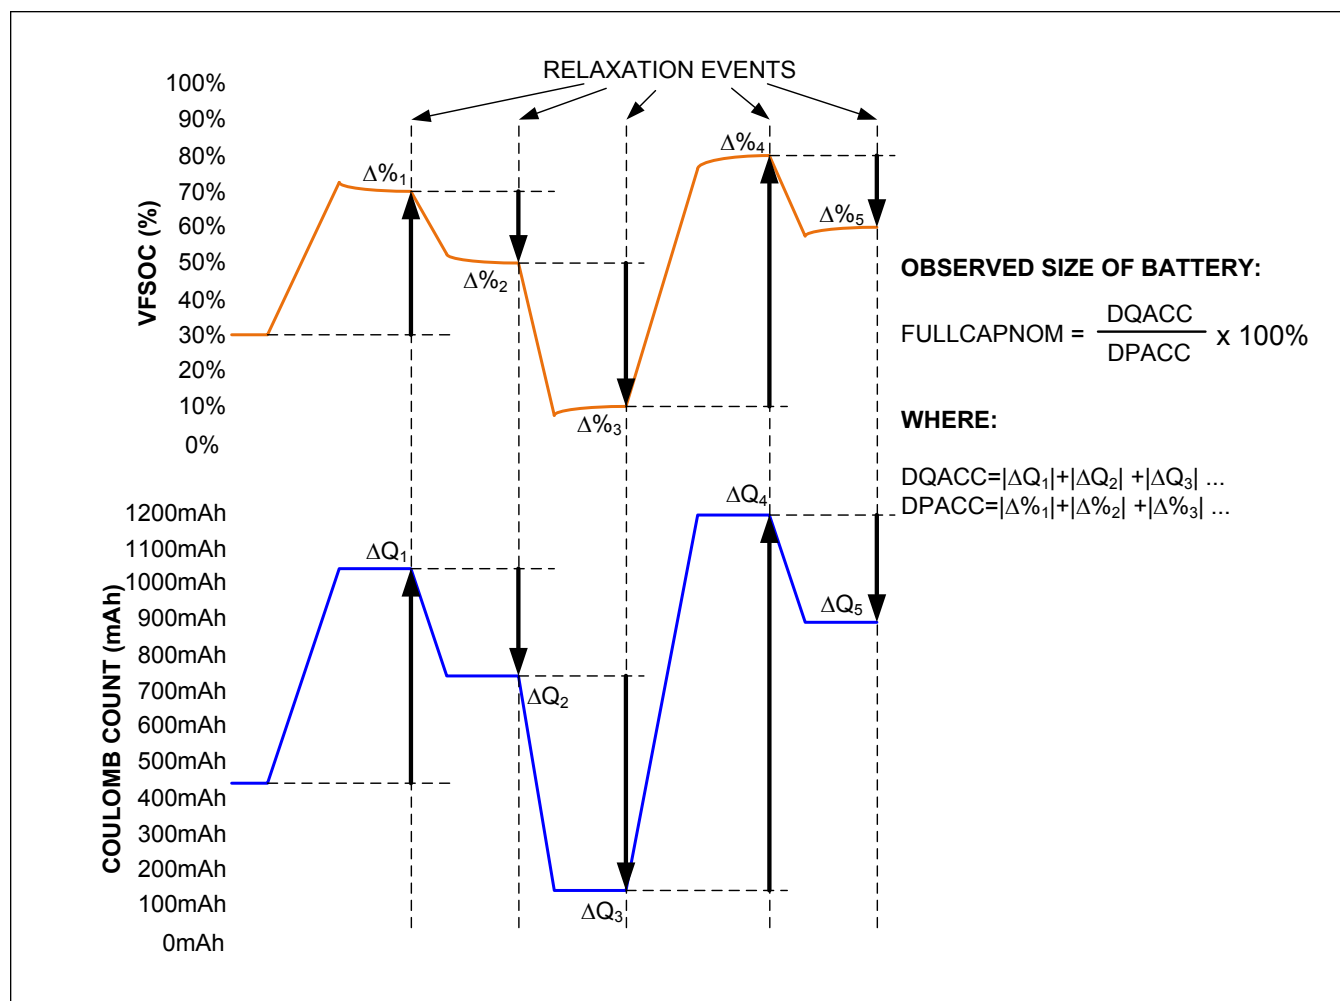 RELAXATION EVENTS
100%
90%
80%
70%
60%
50%
40%
30%
20%
10%
0%
VFSOC (%)
Δ%₁
Δ%₂
Δ%₃
Δ%₄
Δ%₅
1200mAh
1100mAh
1000mAh
900mAh
800mAh
700mAh
600mAh
500mAh
400mAh
300mAh
200mAh
100mAh
0mAh
COULOMB COUNT (mAh)
ΔQ₁
ΔQ₂
ΔQ₃
ΔQ₄
ΔQ₅
OBSERVED SIZE OF BATTERY:
FULLCAPNOM = DQACC / DPACC x 100%
WHERE:
DQACC=|ΔQ₁|+|ΔQ₂| +|ΔQ₃| ...
DPACC=|Δ%₁|+|Δ%₂| +|Δ%₃| ...